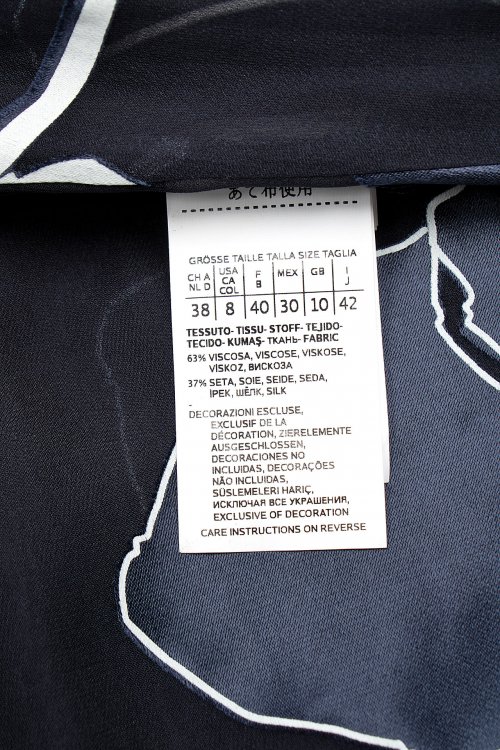 あて布使用
GRÖSSE TAILLE TALLA SIZE TAGLIA
CH A NL D USA CA COL F B MEX GB I J
38 8 40 30 10 42
TESSUTO- TISSU- STOFF- TEJIDO-
TECIDO- KUMAŞ- ТКАНЬ- FABRIC
63% VISCOSA, VISCOSE, VISKOSE,
VISKOZ, ВИСКОЗА
37% SETA, SOIE, SEIDE, SEDA,
İPEK, ШЁЛК, SILK
-
DECORAZIONI ESCLUSE,
EXCLUSIF DE LA
DÉCORATION, ZIERELEMENTE
AUSGESCHLOSSEN,
DECORACIONES NO
INCLUIDAS, DECORAÇÕES
NÃO INCLUIDAS,
SÜSLEMELERİ HARİÇ,
ИСКЛЮЧАЯ ВСЕ УКРАШЕНИЯ,
EXCLUSIVE OF DECORATION
CARE INSTRUCTIONS ON REVERSE